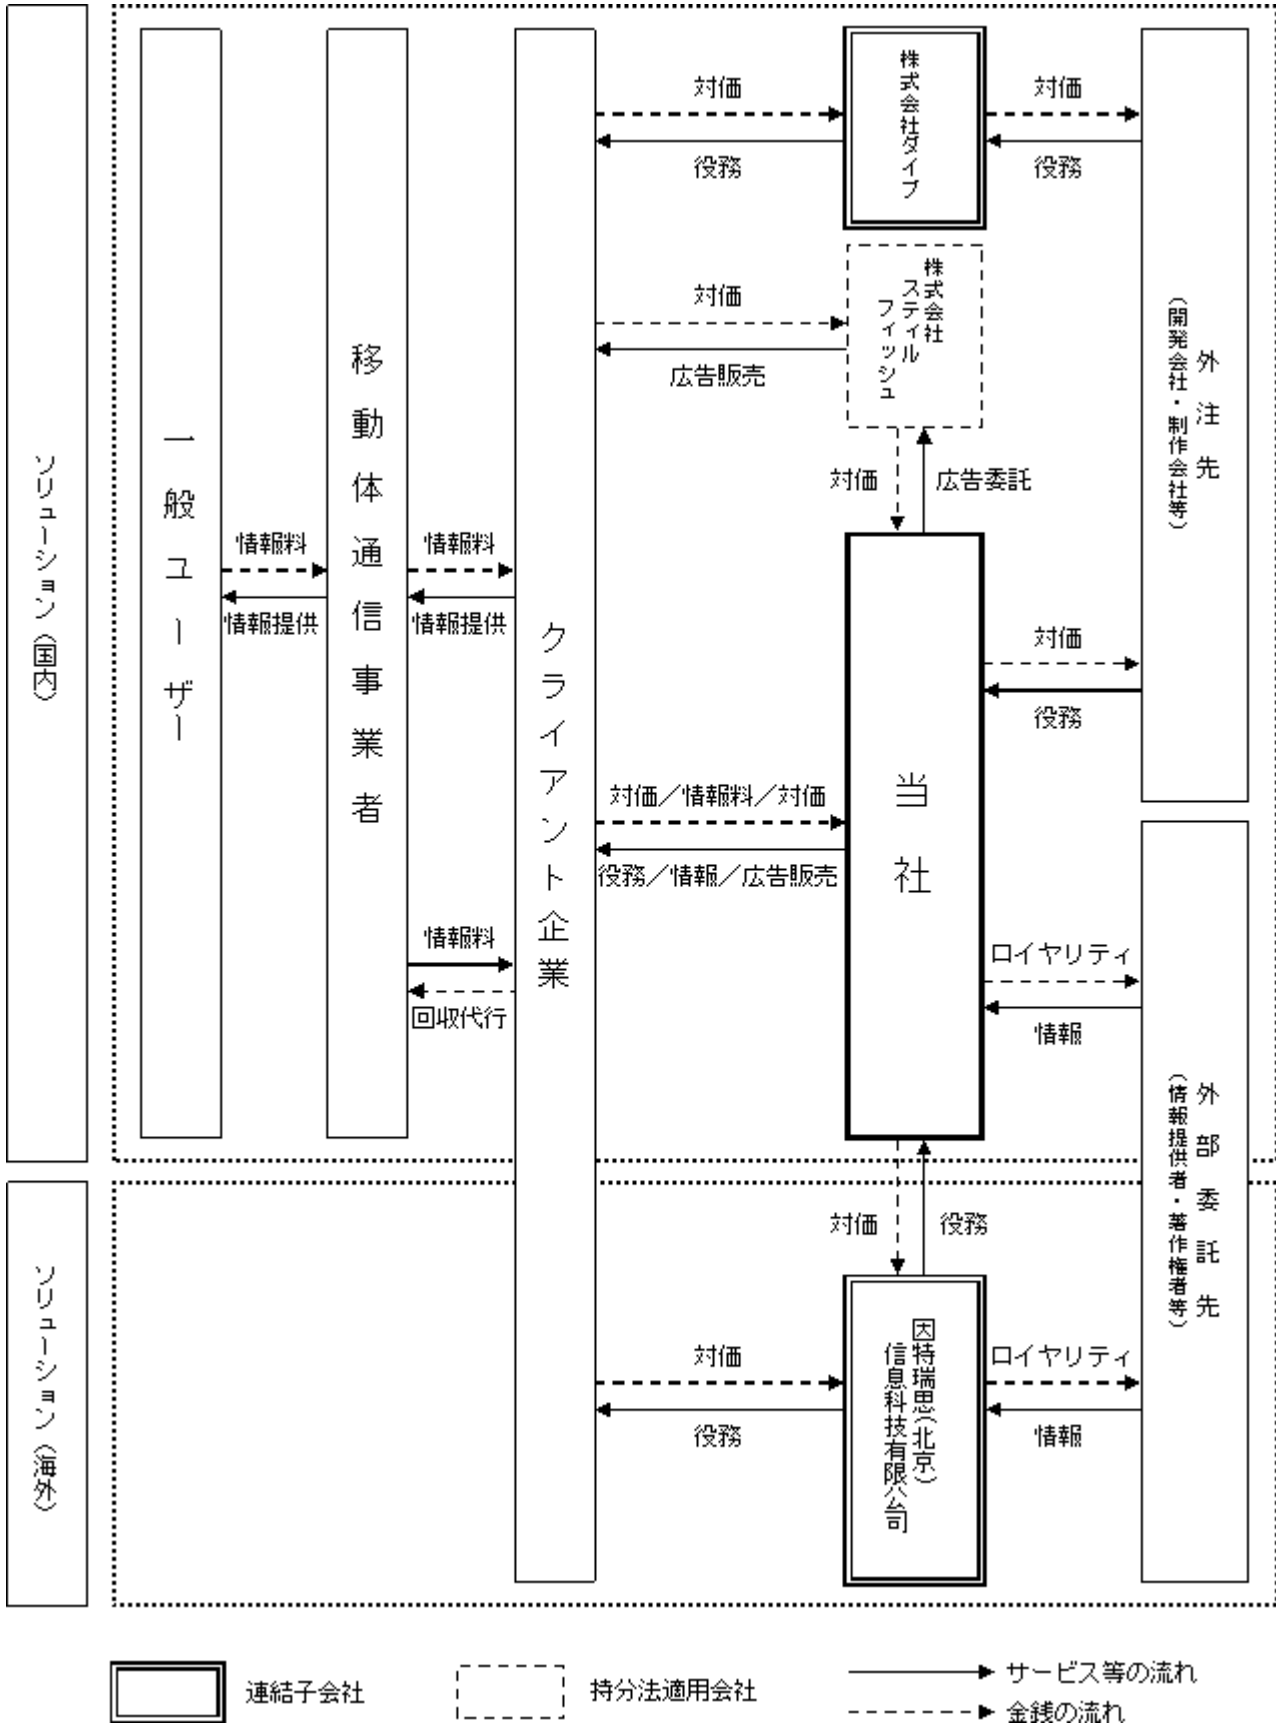 ソリューション(国内)
一般ユーザー
情報料
情報提供
移動体通信事業者
情報料
情報提供
情報料
回収代行
クライアント企業
対価
役務
株式会社ダイブ
対価
役務
対価
広告販売
株式会社
スティル
フィッシュ
対価
広告委託
対価/情報料/対価
役務/情報/広告販売
当社
対価
役務
外注先
(開発会社・制作会社等)
ロイヤリティ
情報
外部委託先
(情報提供者・著作権者等)
ソリューション(海外)
対価
役務
対価
役務
因特瑞思(北京)
信息科技有限公司
ロイヤリティ
情報
連結子会社
持分法適用会社
サービス等の流れ
金銭の流れ